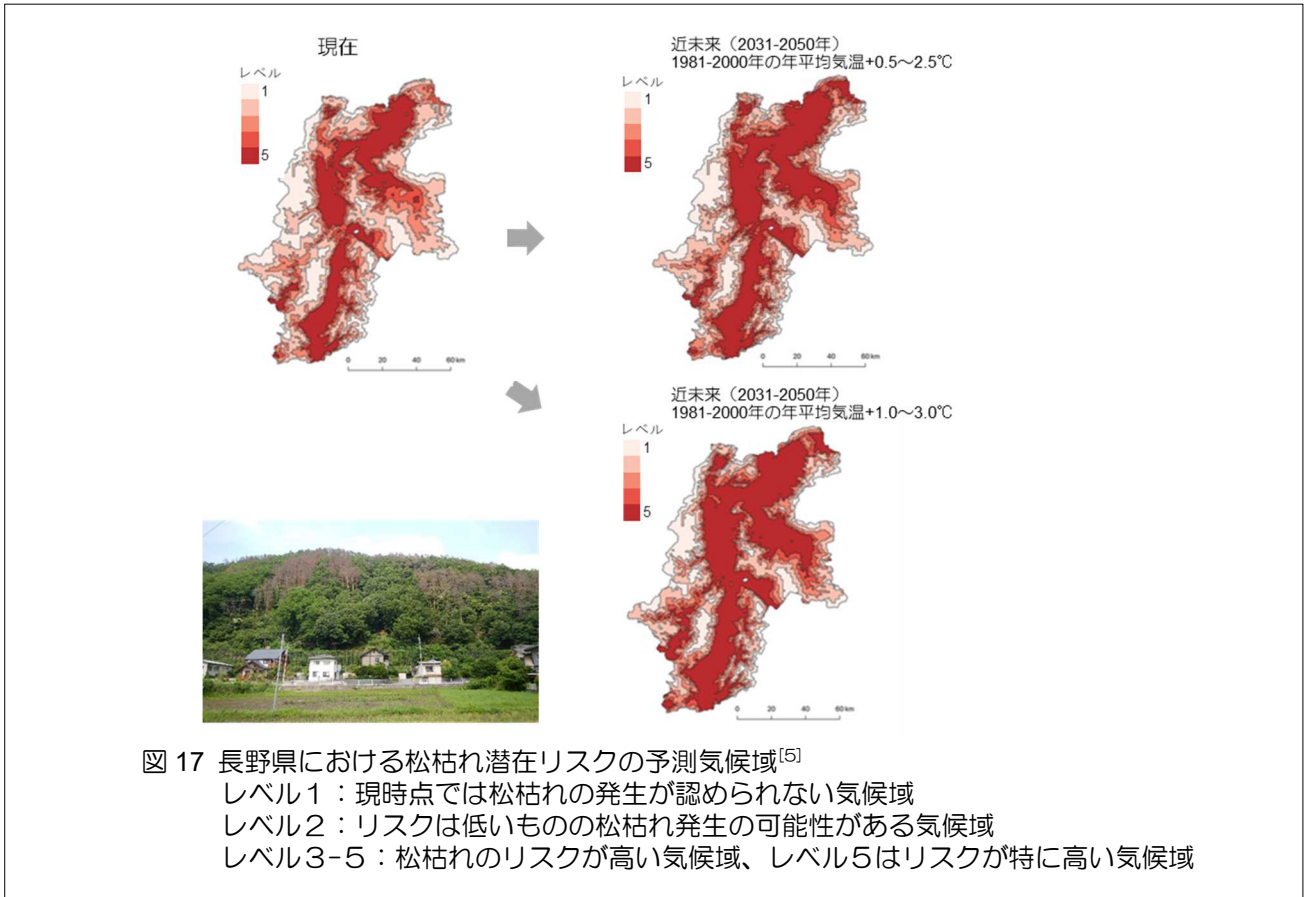 現在
レベル
1
5
0 20 40 60 km
近未来（2031-2050年）
1981-2000年の年平均気温+0.5～2.5℃
レベル
1
5
0 20 40 60 km
近未来（2031-2050年）
1981-2000年の年平均気温+1.0～3.0℃
レベル
1
5
0 20 40 60 km
図 17 長野県における松枯れ潜在リスクの予測気候域[5]
レベル１：現時点では松枯れの発生が認められない気候域
レベル２：リスクは低いものの松枯れ発生の可能性がある気候域
レベル３-５：松枯れのリスクが高い気候域、レベル５はリスクが特に高い気候域